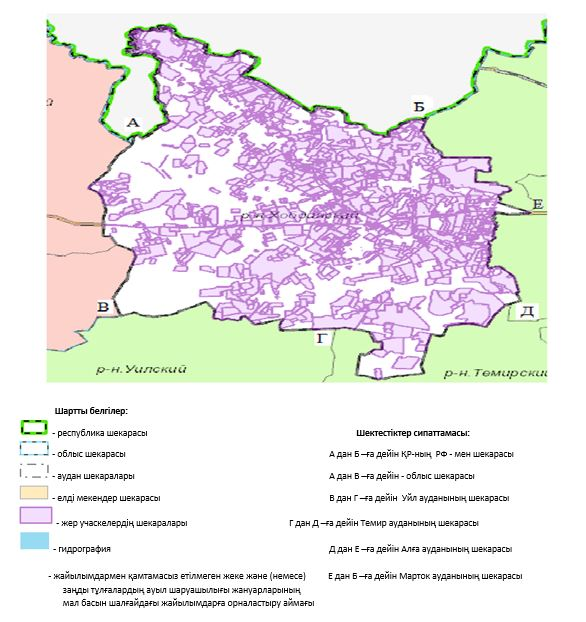 Б
А
а
Е
р-н. Хобдинский
В
Д
Г
р-н. Уилский
р-н. Темирски
Шартты белгілер:
Шектестіктер сипаттамасы:
- республика шекарасы
- облыс шекарасы
А дан Б –ға дейін ҚР-ның РФ - мен шекарасы
- аудан шекаралары
А дан В –ға дейін - облыс шекарасы
- елді мекендер шекарасы
В дан Г –ға дейін Уйл ауданының шекарасы
- жер учаскелердің шекаралары
Г дан Д –ға дейін Темир ауданының шекарасы
- гидрография
Д дан Е –ға дейін Алға ауданының шекарасы
- жайылымдармен қамтамасыз етілмеген жеке және (немесе)
Е дан Б –ға дейін Марток ауданының шекарасы
заңды тұлғалардың ауыл шаруашылығы жануарларының
мал басын шалғайдағы жайылымдарға орналастыру аймағы